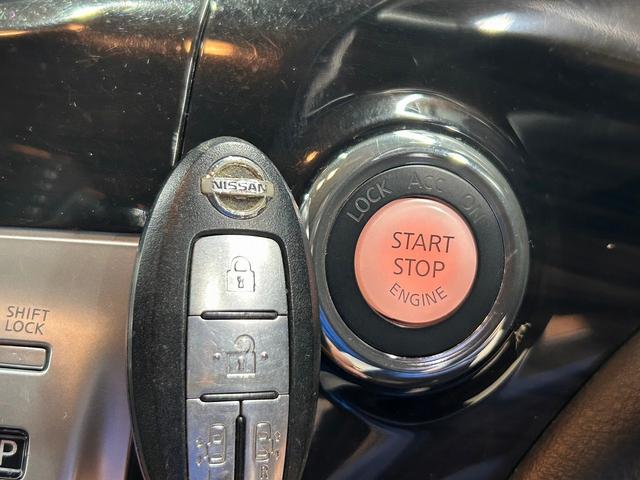 NISSAN
LOCK ACC ON
START
STOP
ENGINE
SHIFT
LOCK
P